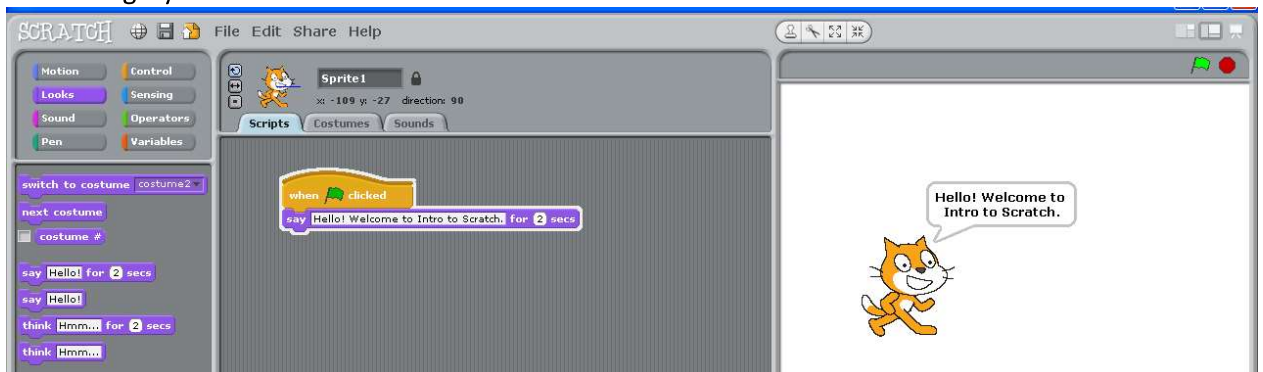 SCRATCH File Edit Share Help
Motion Control
Looks Sensing
Sound Operators
Pen Variables
switch to costume costume2
next costume
costume #
say Hello! for 2 secs
say Hello!
think Hmm... for 2 secs
think Hmm...
Sprite1
x: -109 y: -27 direction: 90
Scripts Costumes Sounds
when clicked
say Hello! Welcome to Intro to Scratch. for 2 secs
Hello! Welcome to
Intro to Scratch.